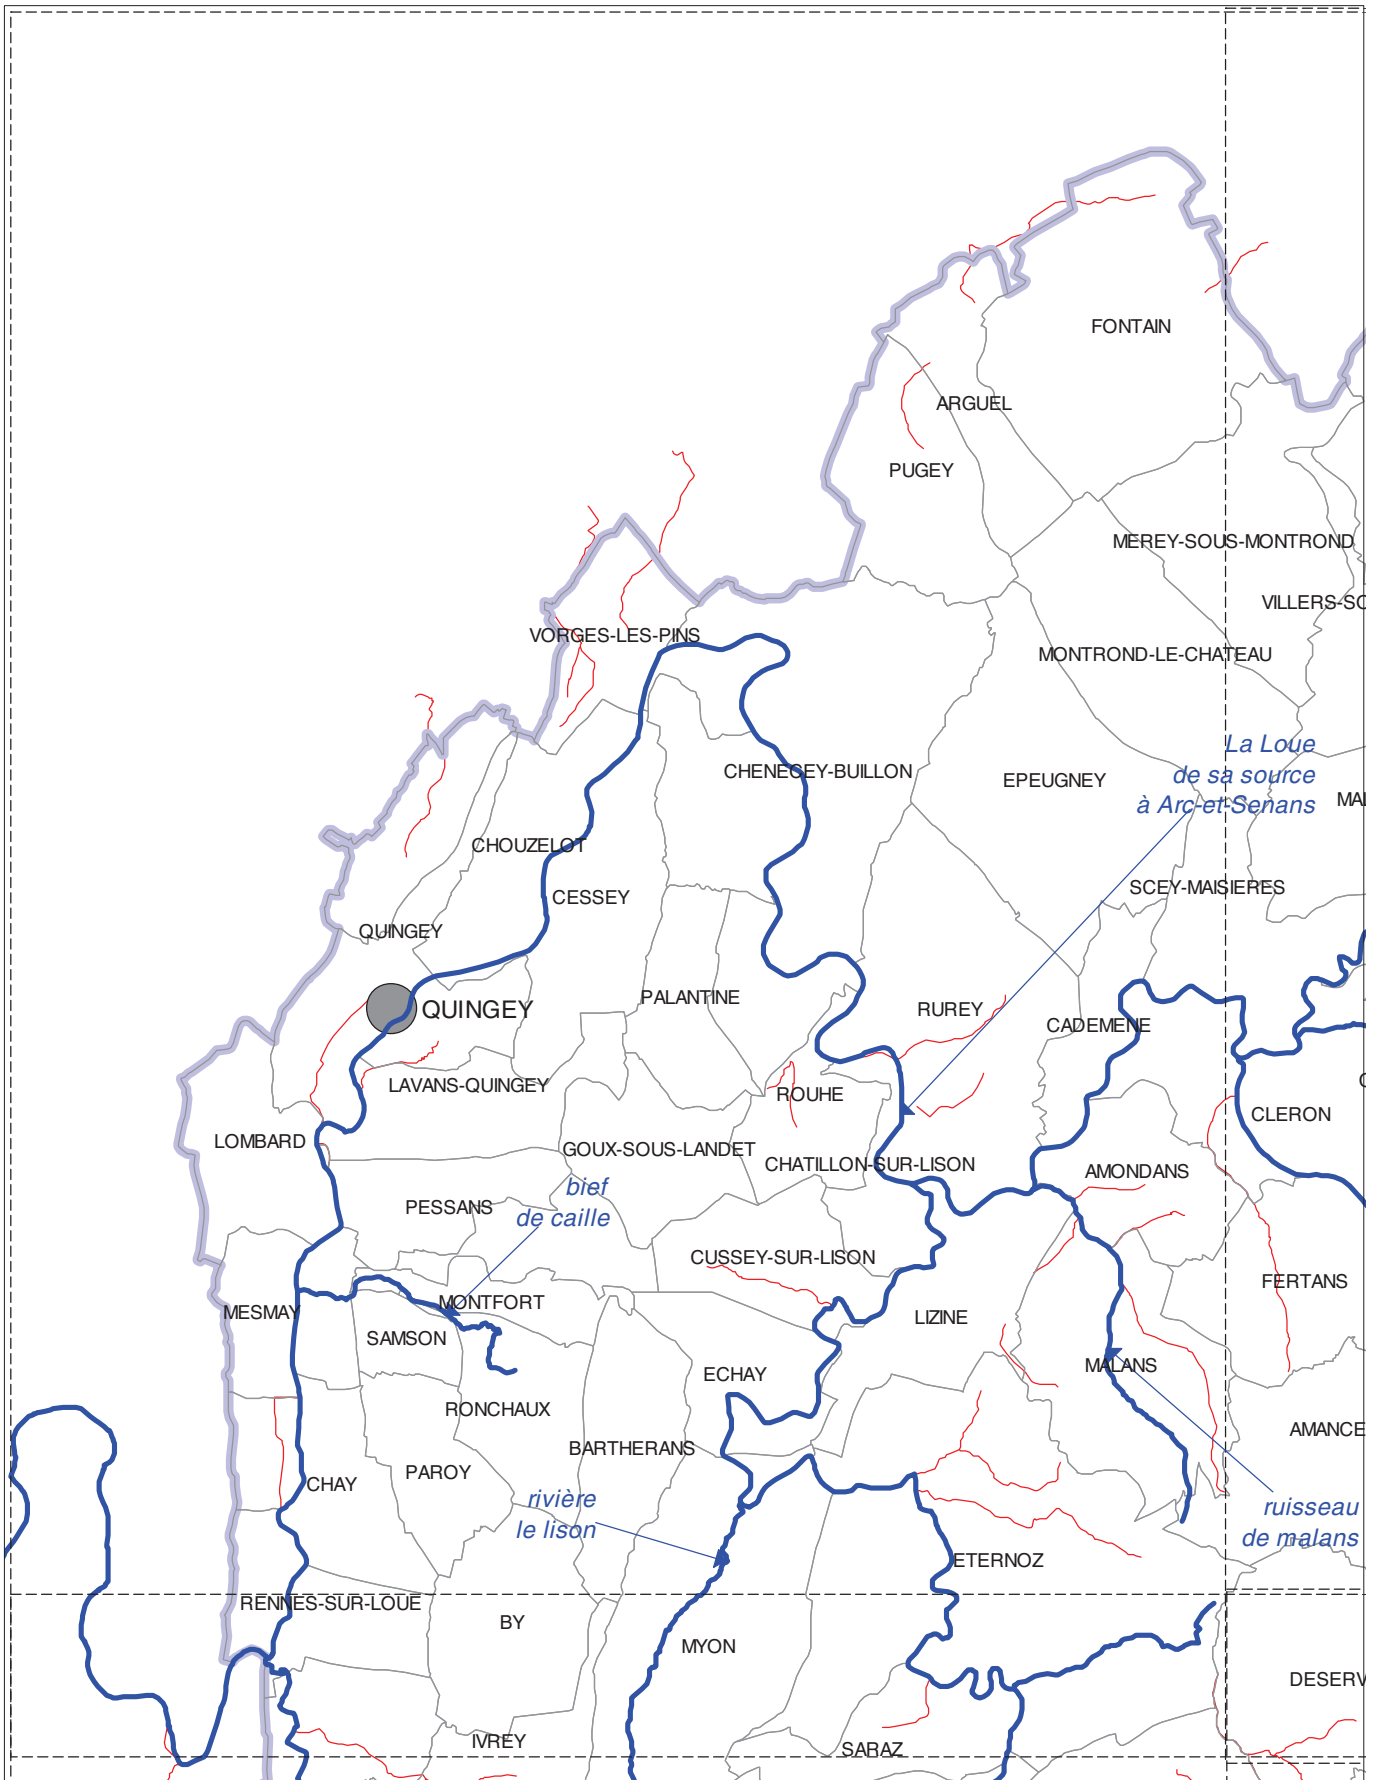 FONTAIN
ARGUEL
PUGEY
MEREY-SOUS-MONTROND
VILLERS-SO
VORGES-LES-PINS
MONTROND-LE-CHATEAU
La Loue
de sa source
à Arc-et-Senans
CHENECEY-BUILLON
EPEUGNEY
MAL
CHOUZELOT
CESSEY
SCEY-MAISIERES
QUINGEY
PALANTINE
QUINGEY
RUREY
CADEMENE
LAVANS-QUINGEY
ROUHE
CLERON
LOMBARD
GOUX-SOUS-LANDET
CHATILLON-SUR-LISON
AMONDANS
bief
de caille
PESSANS
CUSSEY-SUR-LISON
FERTANS
MESMAY
MONTFORT
LIZINE
SAMSON
MALANS
ECHAY
RONCHAUX
AMANCE
BARTHERANS
PAROY
CHAY
rivière
le lison
ruisseau
de malans
ETERNOZ
RENNES-SUR-LOUE
BY
MYON
DESERV
IVREY
SARAZ